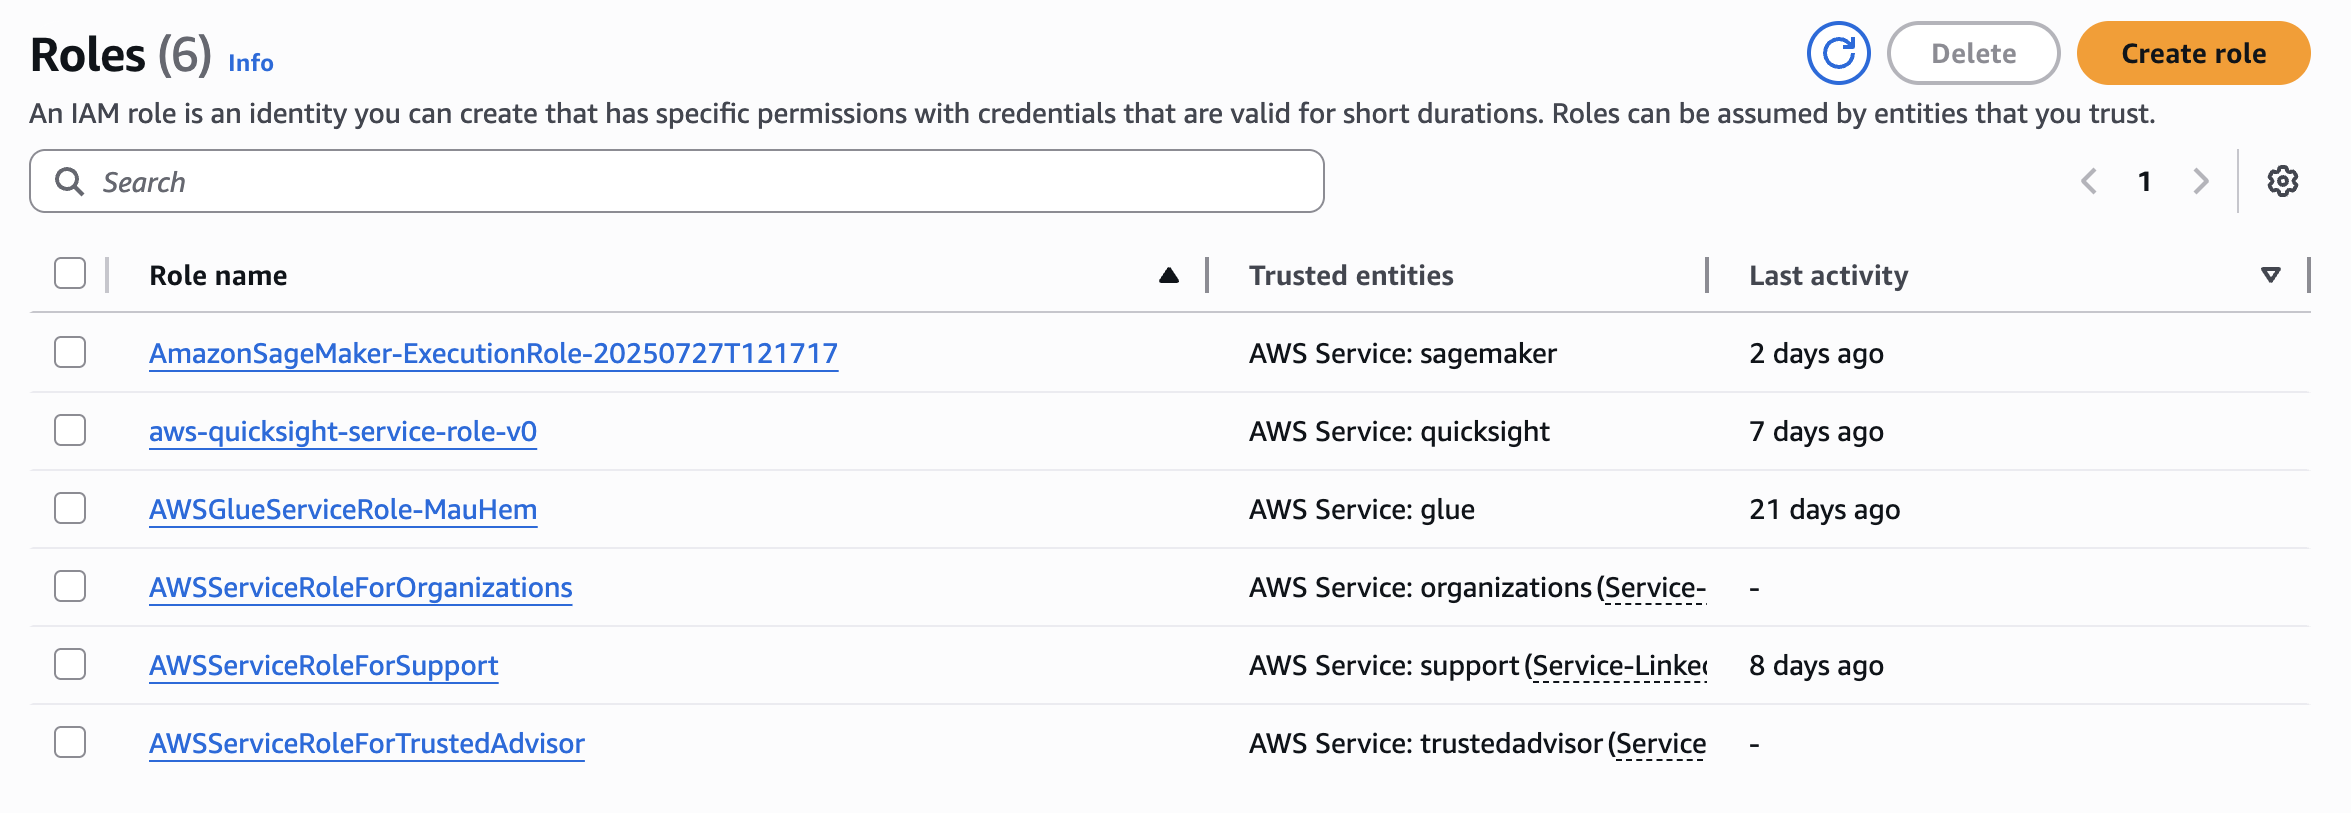 Roles (6) Info
Delete
Create role
An IAM role is an identity you can create that has specific permissions with credentials that are valid for short durations. Roles can be assumed by entities that you trust.
Search
1
Role name Trusted entities Last activity
AmazonSageMaker-ExecutionRole-20250727T121717 AWS Service: sagemaker 2 days ago
aws-quicksight-service-role-v0 AWS Service: quicksight 7 days ago
AWSGlueServiceRole-MauHem AWS Service: glue 21 days ago
AWSServiceRoleForOrganizations AWS Service: organizations (Service- -
AWSServiceRoleForSupport AWS Service: support (Service-Linked 8 days ago
AWSServiceRoleForTrustedAdvisor AWS Service: trustedadvisor (Service -